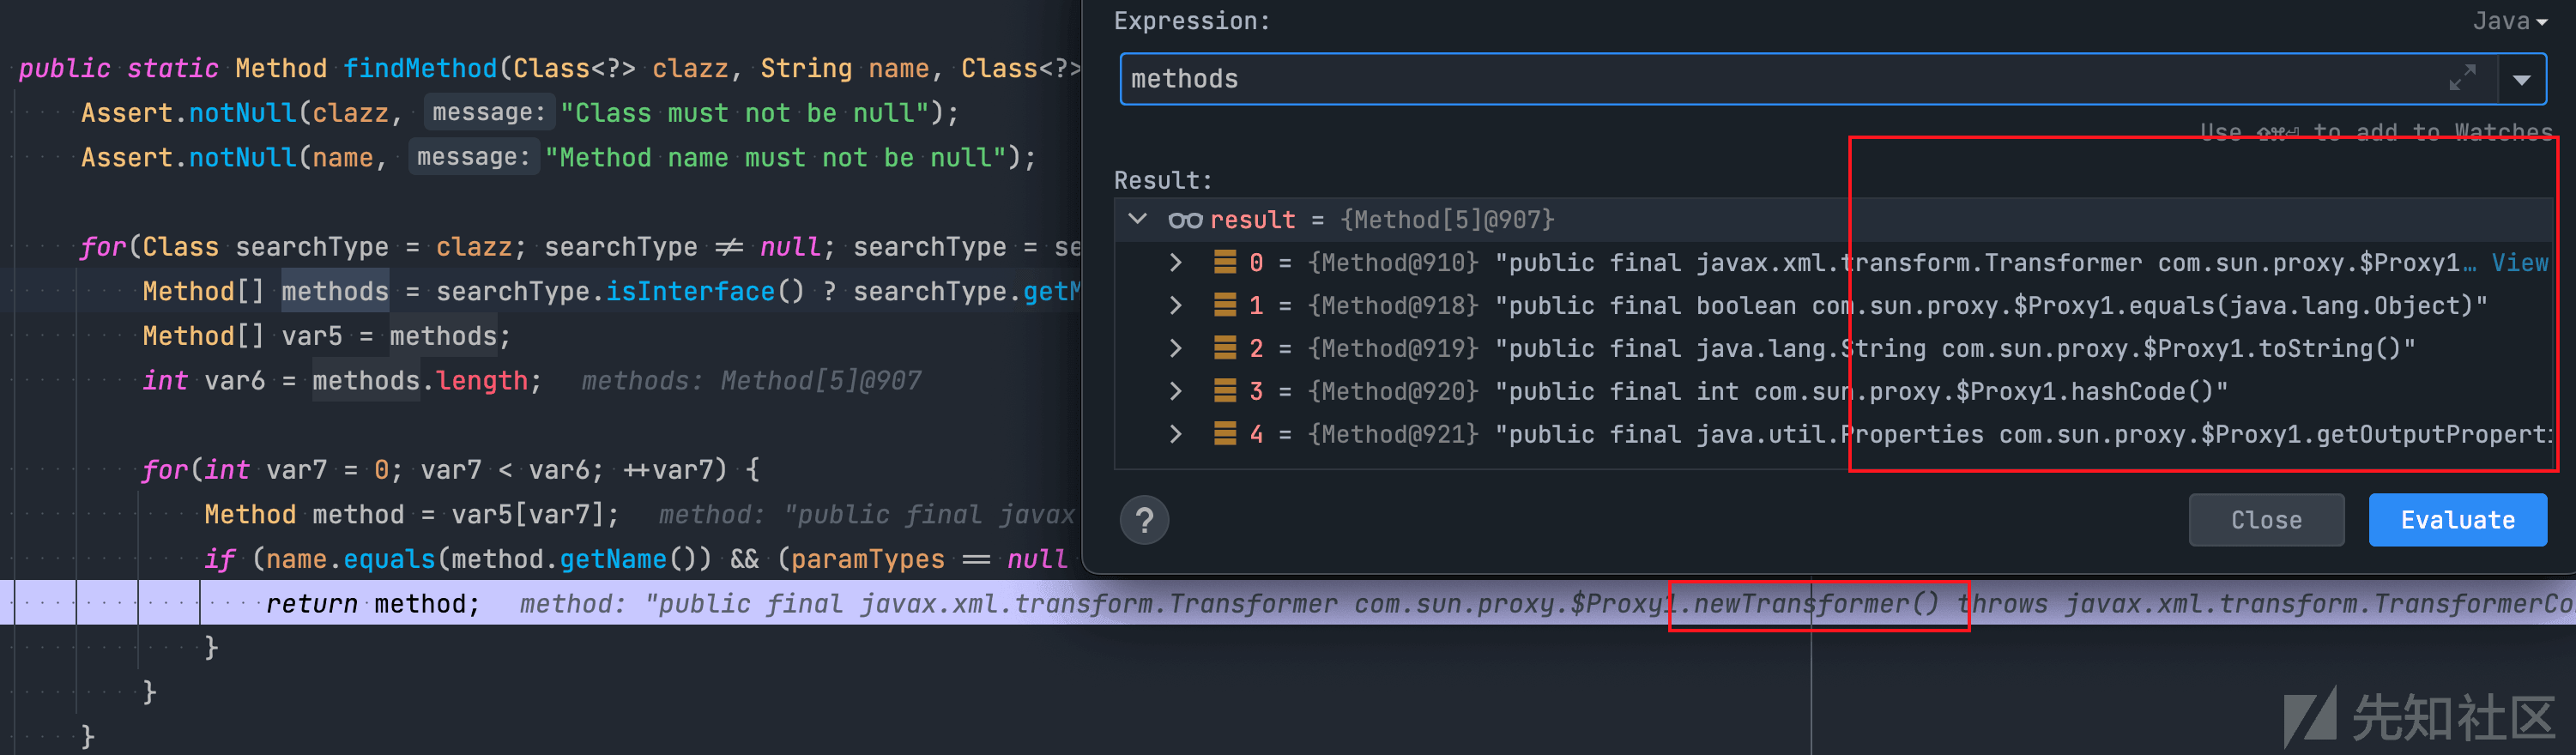 public static Method findMethod(Class<?> clazz, String name, Class<?>
Assert.notNull(clazz, message: "Class must not be null");
Assert.notNull(name, message: "Method name must not be null");
for(Class searchType = clazz; searchType ≠ null; searchType = se
Method[] methods = searchType.isInterface() ? searchType.getM
Method[] var5 = methods;
int var6 = methods.length; methods: Method[5]@907
for(int var7 = 0; var7 < var6; ++var7) {
Method method = var5[var7]; method: "public final javax
if (name.equals(method.getName()) && (paramTypes == null
return method; method: "public final javax.xml.transform.Transformer com.sun.proxy.$Proxy1.newTransformer() throws javax.xml.transform.TransformerCo
}
}
}
Expression:
Java
methods
Use ⇧⌘⏎ to add to Watches
Result:
result = {Method[5]@907}
0 = {Method@910} "public final javax.xml.transform.Transformer com.sun.proxy.$Proxy1… View
1 = {Method@918} "public final boolean com.sun.proxy.$Proxy1.equals(java.lang.Object)"
2 = {Method@919} "public final java.lang.String com.sun.proxy.$Proxy1.toString()"
3 = {Method@920} "public final int com.sun.proxy.$Proxy1.hashCode()"
4 = {Method@921} "public final java.util.Properties com.sun.proxy.$Proxy1.getOutputProperti
?
Close
Evaluate
先知社区